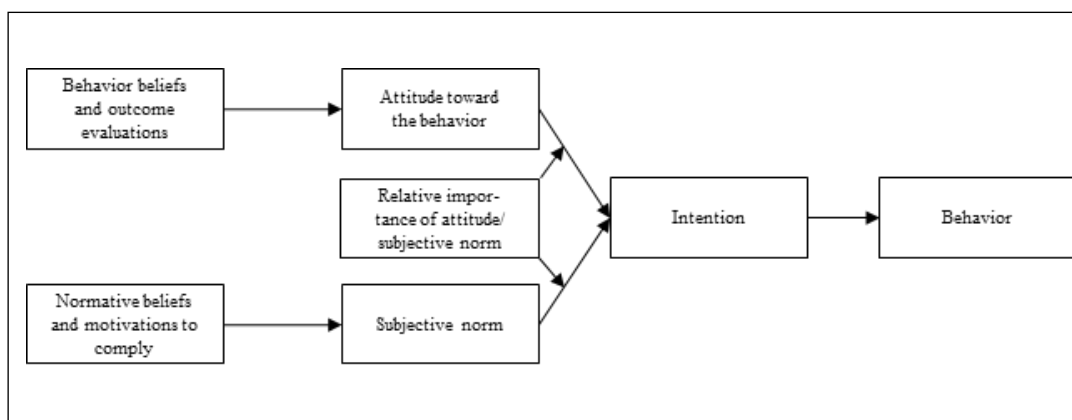 Behavior beliefs
and outcome
evaluations
Attitude toward
the behavior
Relative impor-
tance of attitude/
subjective norm
Intention
Behavior
Normative beliefs
and motivations to
comply
Subjective norm